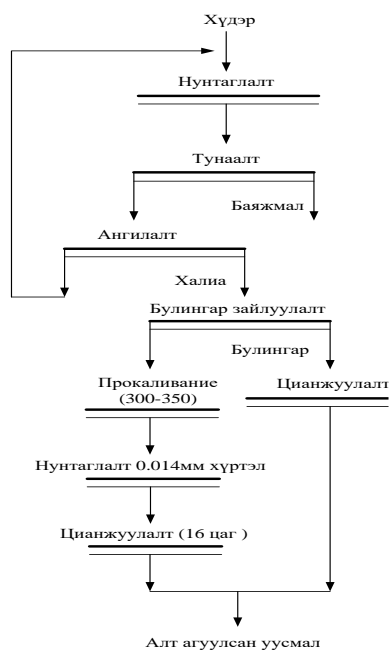 Хүдэр
Нунтаглалт
Тунаалт
Баяжмал
Ангилалт
Халиа
Булингар зайлуулалт
Булингар
Прокаливание
(300-350)
Цианжуулалт
Нунтаглалт 0.014мм хүртэл
Цианжуулалт (16 цаг )
Алт агуулсан уусмал